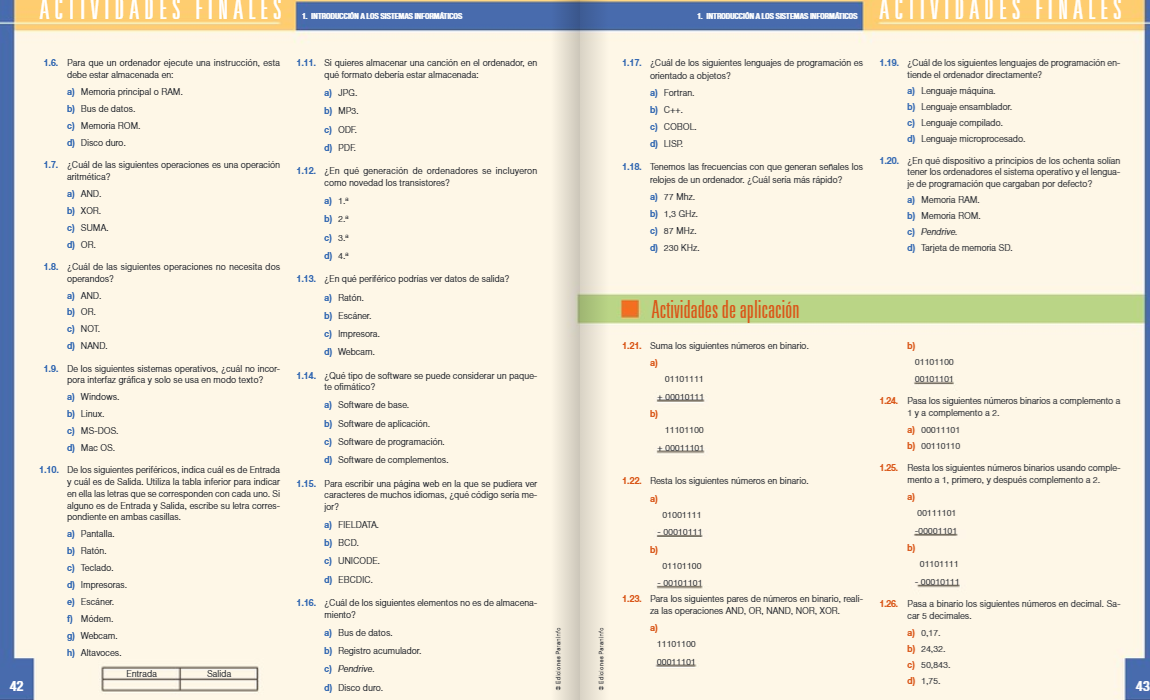 ACTIVIDADES FINALES
1. INTRODUCCIÓN A LOS SISTEMAS INFORMÁTICOS
1.6. Para que un ordenador ejecute una instrucción, esta
debe estar almacenada en:
a) Memoria principal o RAM.
b) Bus de datos.
c) Memoria ROM.
d) Disco duro.
1.7. ¿Cuál de las siguientes operaciones es una operación
aritmética?
a) AND.
b) XOR.
c) SUMA.
d) OR.
1.8. ¿Cuál de las siguientes operaciones no necesita dos
operandos?
a) AND.
b) OR.
c) NOT.
d) NAND.
1.9. De los siguientes sistemas operativos, ¿cuál no incor-
pora interfaz gráfica y solo se usa en modo texto?
a) Windows.
b) Linux.
c) MS-DOS.
d) Mac OS.
1.10. De los siguientes periféricos, indica cuál es de Entrada
y cuál es de Salida. Utiliza la tabla inferior para indicar
en ella las letras que se corresponden con cada uno. Si
alguno es de Entrada y Salida, escribe su letra corres-
pondiente en ambas casillas.
a) Pantalla.
b) Ratón.
c) Teclado.
d) Impresoras.
e) Escáner.
f) Módem.
g) Webcam.
h) Altavoces.
Entrada Salida
42
1.11. Si quieres almacenar una canción en el ordenador, en
qué formato debería estar almacenada:
a) JPG.
b) MP3.
c) ODF.
d) PDF.
1.12. ¿En qué generación de ordenadores se incluyeron
como novedad los transistores?
a) 1.ª
b) 2.ª
c) 3.ª
d) 4.ª
1.13. ¿En qué periférico podrías ver datos de salida?
a) Ratón.
b) Escáner.
c) Impresora.
d) Webcam.
1.14. ¿Qué tipo de software se puede considerar un paque-
te ofimático?
a) Software de base.
b) Software de aplicación.
c) Software de programación.
d) Software de complementos.
1.15. Para escribir una página web en la que se pudiera ver
caracteres de muchos idiomas, ¿qué código sería me-
jor?
a) FIELDATA.
b) BCD.
c) UNICODE.
d) EBCDIC.
1.16. ¿Cuál de los siguientes elementos no es de almacena-
miento?
a) Bus de datos.
b) Registro acumulador.
c) Pendrive.
d) Disco duro.
© Ediciones Paraninfo
1. INTRODUCCIÓN A LOS SISTEMAS INFORMÁTICOS
ACTIVIDADES FINALES
1.17. ¿Cuál de los siguientes lenguajes de programación es
orientado a objetos?
a) Fortran.
b) C++.
c) COBOL.
d) LISP.
1.18. Tenemos las frecuencias con que generan señales los
relojes de un ordenador. ¿Cuál sería más rápido?
a) 77 Mhz.
b) 1,3 GHz.
c) 87 MHz.
d) 230 KHz.
1.19. ¿Cuál de los siguientes lenguajes de programación en-
tiende el ordenador directamente?
a) Lenguaje máquina.
b) Lenguaje ensamblador.
c) Lenguaje compilado.
d) Lenguaje microprocesado.
1.20. ¿En qué dispositivo a principios de los ochenta solían
tener los ordenadores el sistema operativo y el lengua-
je de programación que cargaban por defecto?
a) Memoria RAM.
b) Memoria ROM.
c) Pendrive.
d) Tarjeta de memoria SD.
Actividades de aplicación
1.21. Suma los siguientes números en binario.
a)
01101111
+ 00010111
b)
11101100
+ 00011101
1.22. Resta los siguientes números en binario.
a)
01001111
- 00010111
b)
01101100
- 00101101
1.23. Para los siguientes pares de números en binario, reali-
za las operaciones AND, OR, NAND, NOR, XOR.
a)
11101100
00011101
b)
01101100
00101101
1.24. Pasa los siguientes números binarios a complemento a
1 y a complemento a 2.
a) 00011101
b) 00110110
1.25. Resta los siguientes números binarios usando comple-
mento a 1, primero, y después complemento a 2.
a)
00111101
-00001101
b)
01101111
- 00010111
1.26. Pasa a binario los siguientes números en decimal. Sa-
car 5 decimales.
a) 0,17.
b) 24,32.
c) 50,843.
d) 1,75.
© Ediciones Paraninfo
43